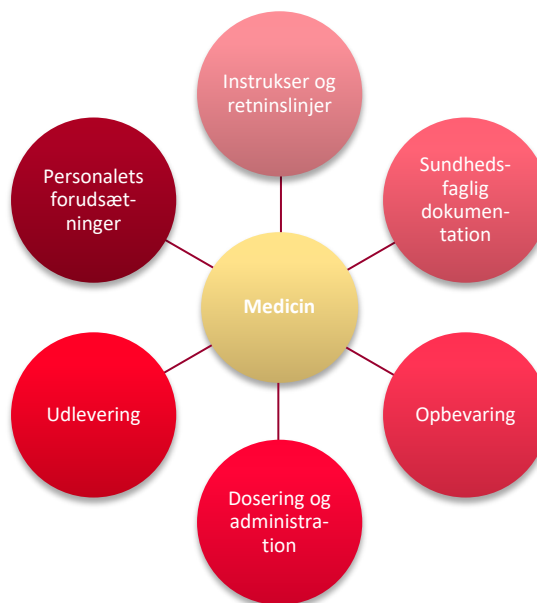 Instrukser og
retninslinjer
Sundheds-
faglig
dokumen-
tation
Opbevaring
Dosering og
administra-
tion
Udlevering
Personalets
forudsæt-
ninger
Medicin